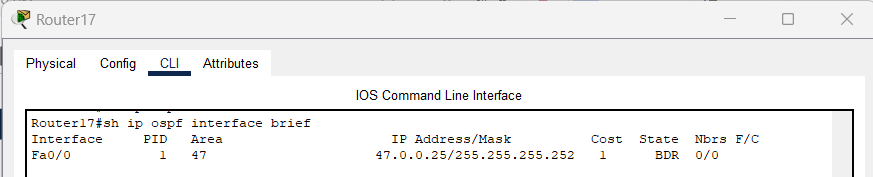 Router17
Physical Config CLI Attributes
IOS Command Line Interface
Router17#sh ip ospf interface brief
Interface PID Area IP Address/Mask Cost State Nbrs F/C
Fa0/0 1 47 47.0.0.25/255.255.255.252 1 BDR 0/0